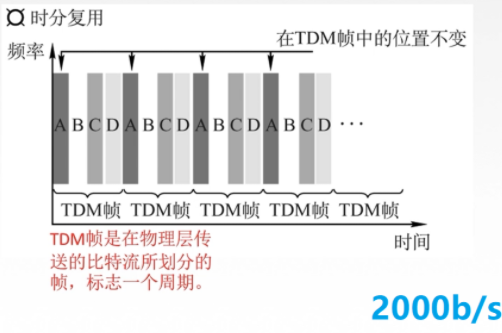 时分复用
频率
在TDM帧中的位置不变
A B C D A B C D A B C D A B C D ···
TDM帧 TDM帧 TDM帧 TDM帧 TDM帧
时间
TDM帧是在物理层传
送的比特流所划分的
帧，标志一个周期。
2000b/s